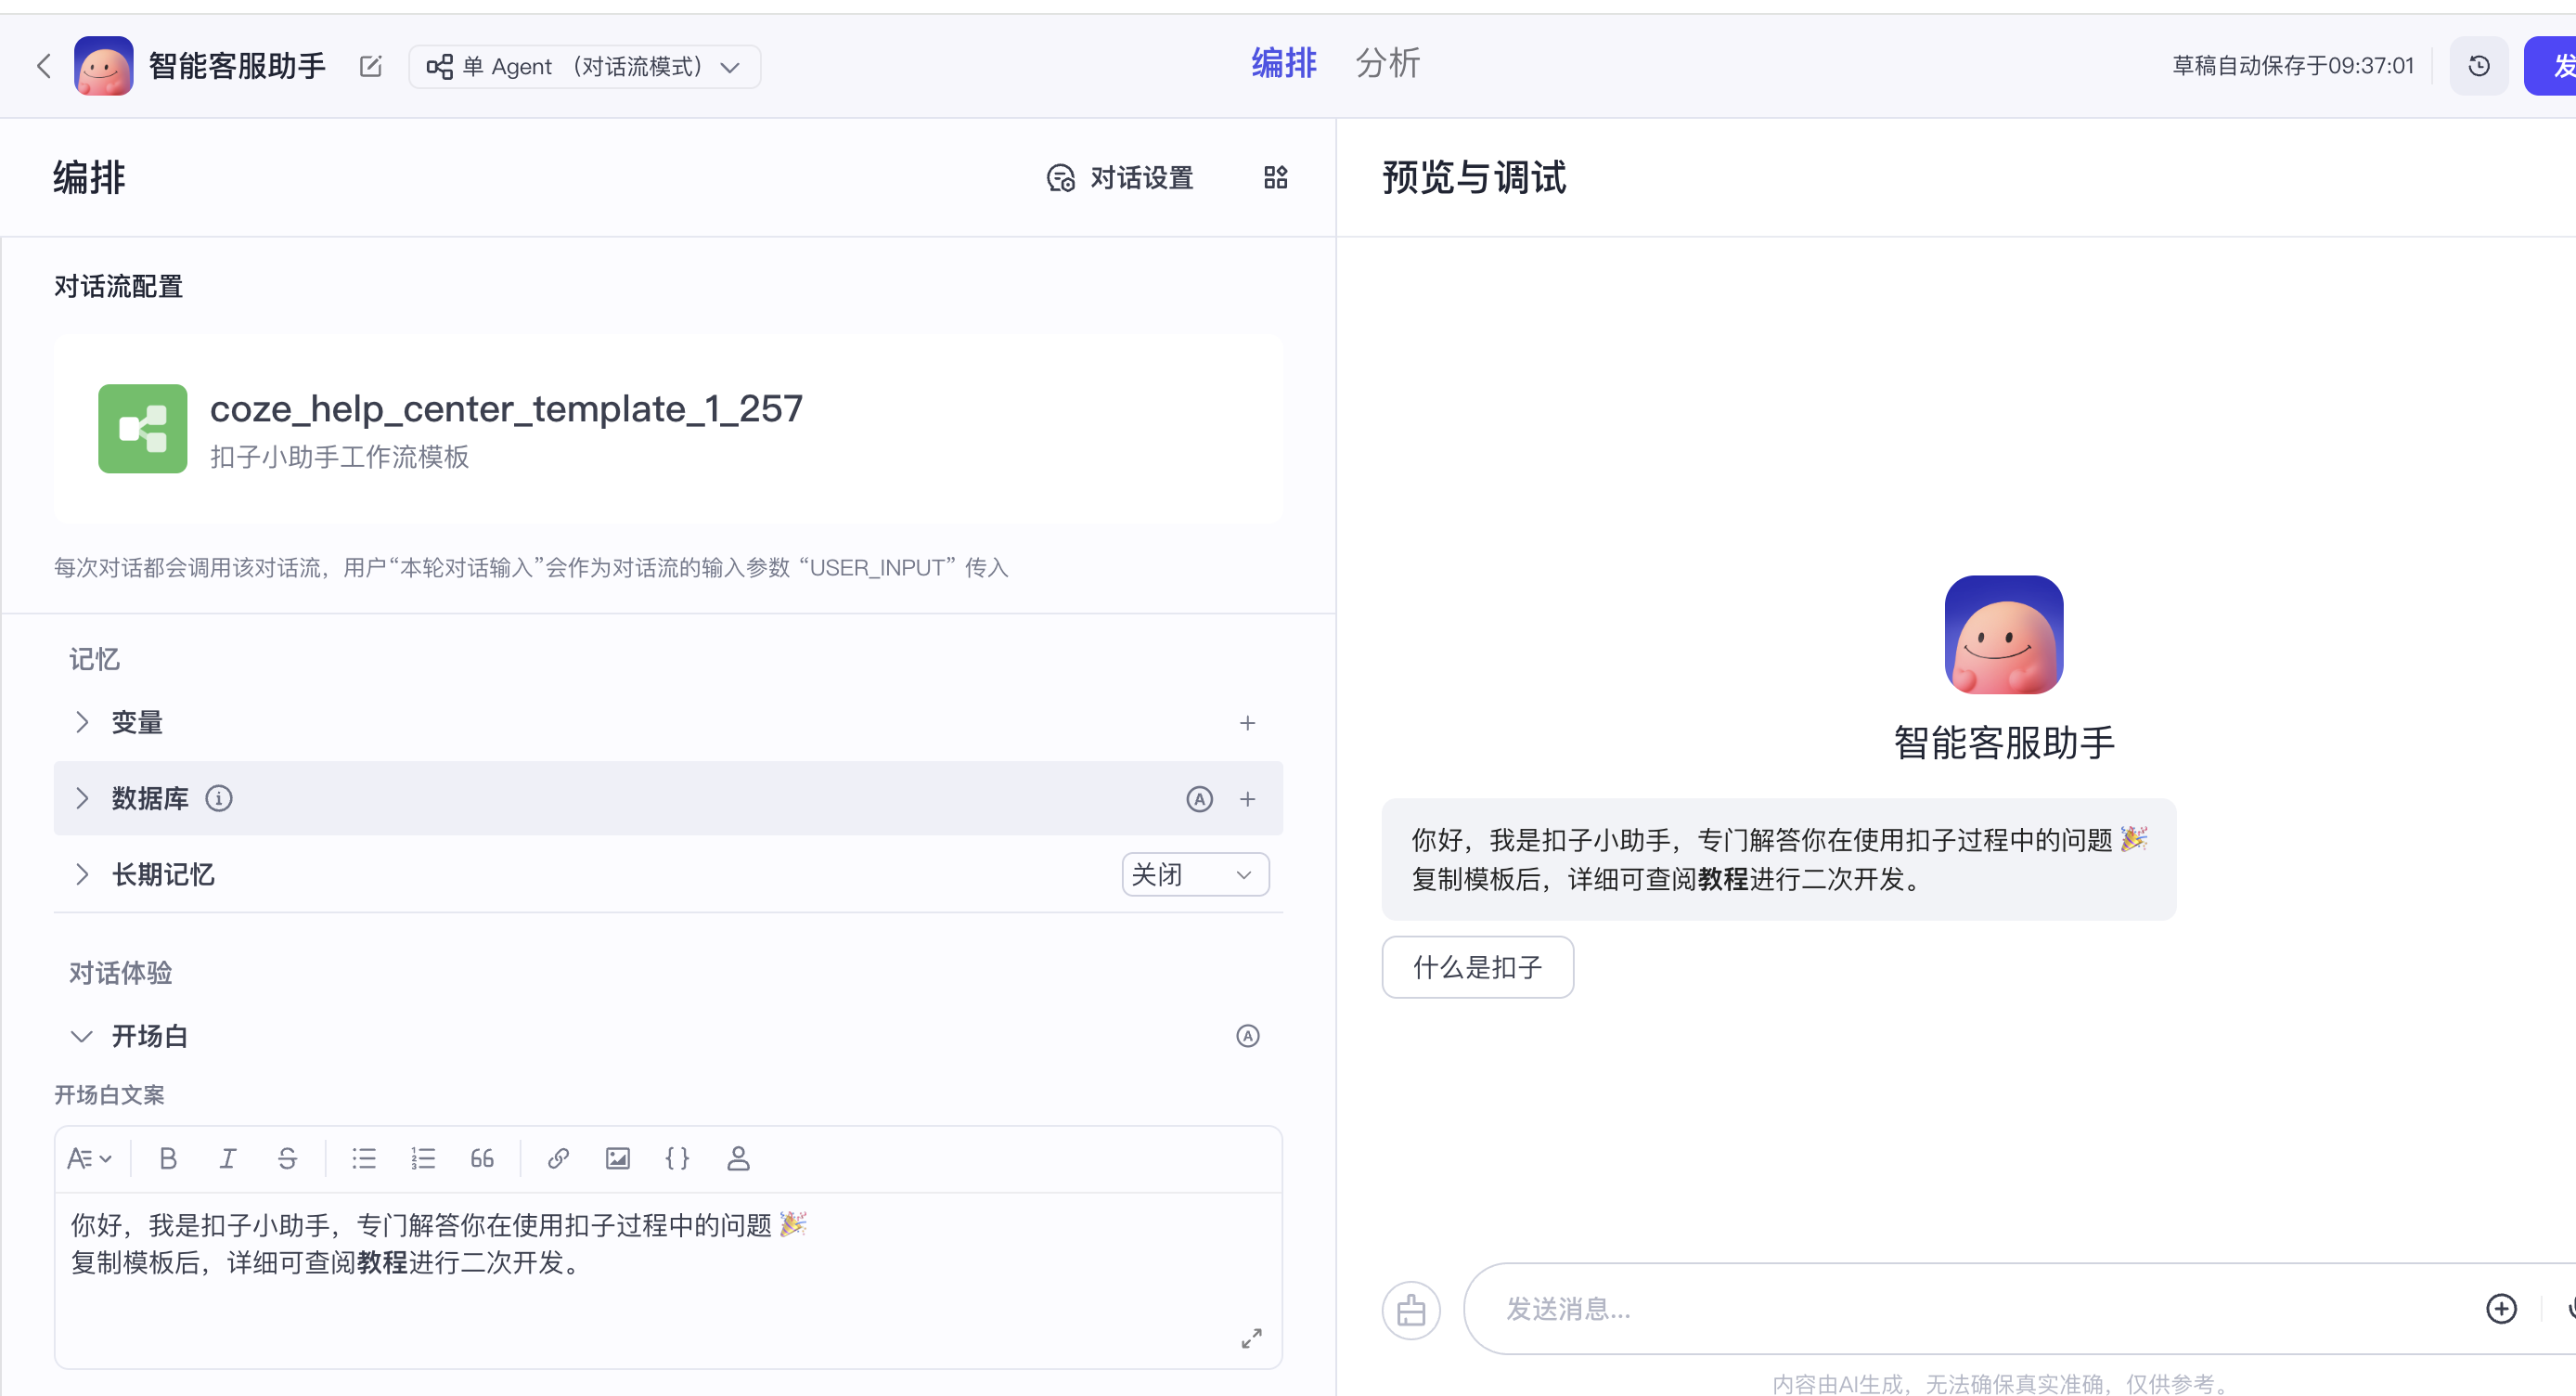 智能客服助手
单 Agent （对话流模式）
编排
分析
草稿自动保存于09:37:01
编排
对话设置
预览与调试
对话流配置
coze_help_center_template_1_257
扣子小助手工作流模板
每次对话都会调用该对话流，用户“本轮对话输入”会作为对话流的输入参数 “USER_INPUT” 传入
记忆
变量
数据库
长期记忆
关闭
对话体验
开场白
开场白文案
你好，我是扣子小助手，专门解答你在使用扣子过程中的问题 🎉
复制模板后，详细可查阅教程进行二次开发。
智能客服助手
你好，我是扣子小助手，专门解答你在使用扣子过程中的问题 🎉
复制模板后，详细可查阅教程进行二次开发。
什么是扣子
发送消息...
内容由AI生成，无法确保真实准确，仅供参考。